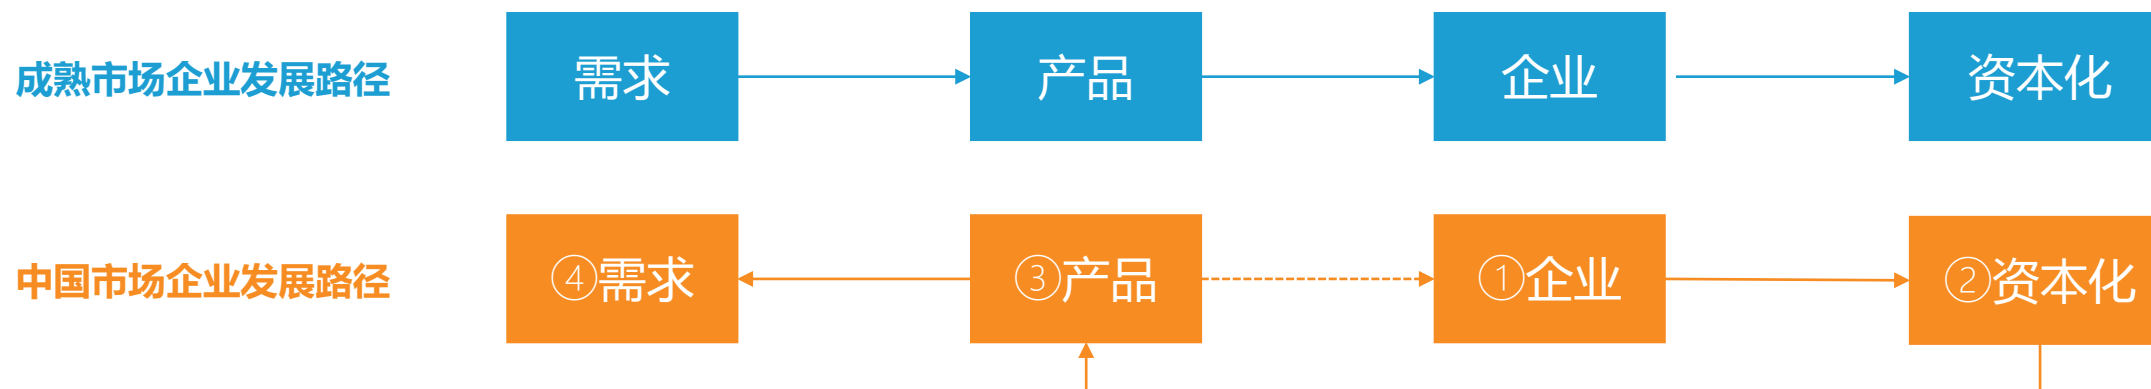 成熟市场企业发展路径 需求 产品 企业 资本化
中国市场企业发展路径 ④需求 ③产品 ①企业 ②资本化